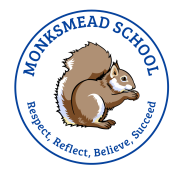 MONKSMEAD SCHOOL
Respect, Reflect, Believe, Succeed